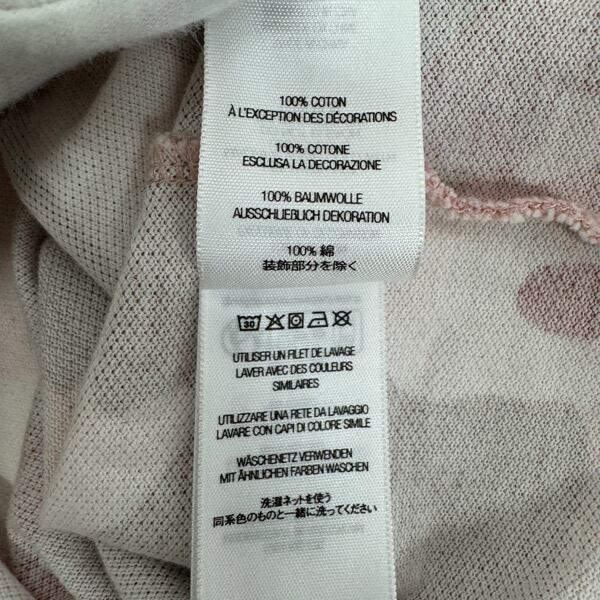 100% COTON
À L'EXCEPTION DES DÉCORATIONS
100% COTONE
ESCLUSA LA DECORAZIONE
100% BAUMWOLLE
AUSSCHLIEßLICH DEKORATION
100% 綿
装飾部分を除く
30
UTILISER UN FILET DE LAVAGE
LAVER AVEC DES COULEURS
SIMILAIRES
UTILIZZARE UNA RETE DA LAVAGGIO
LAVARE CON CAPI DI COLORE SIMILE
WÄSCHENETZ VERWENDEN
MIT ÄHNLICHEN FARBEN WASCHEN
洗濯ネットを使う
同系色のものと一緒に洗ってください